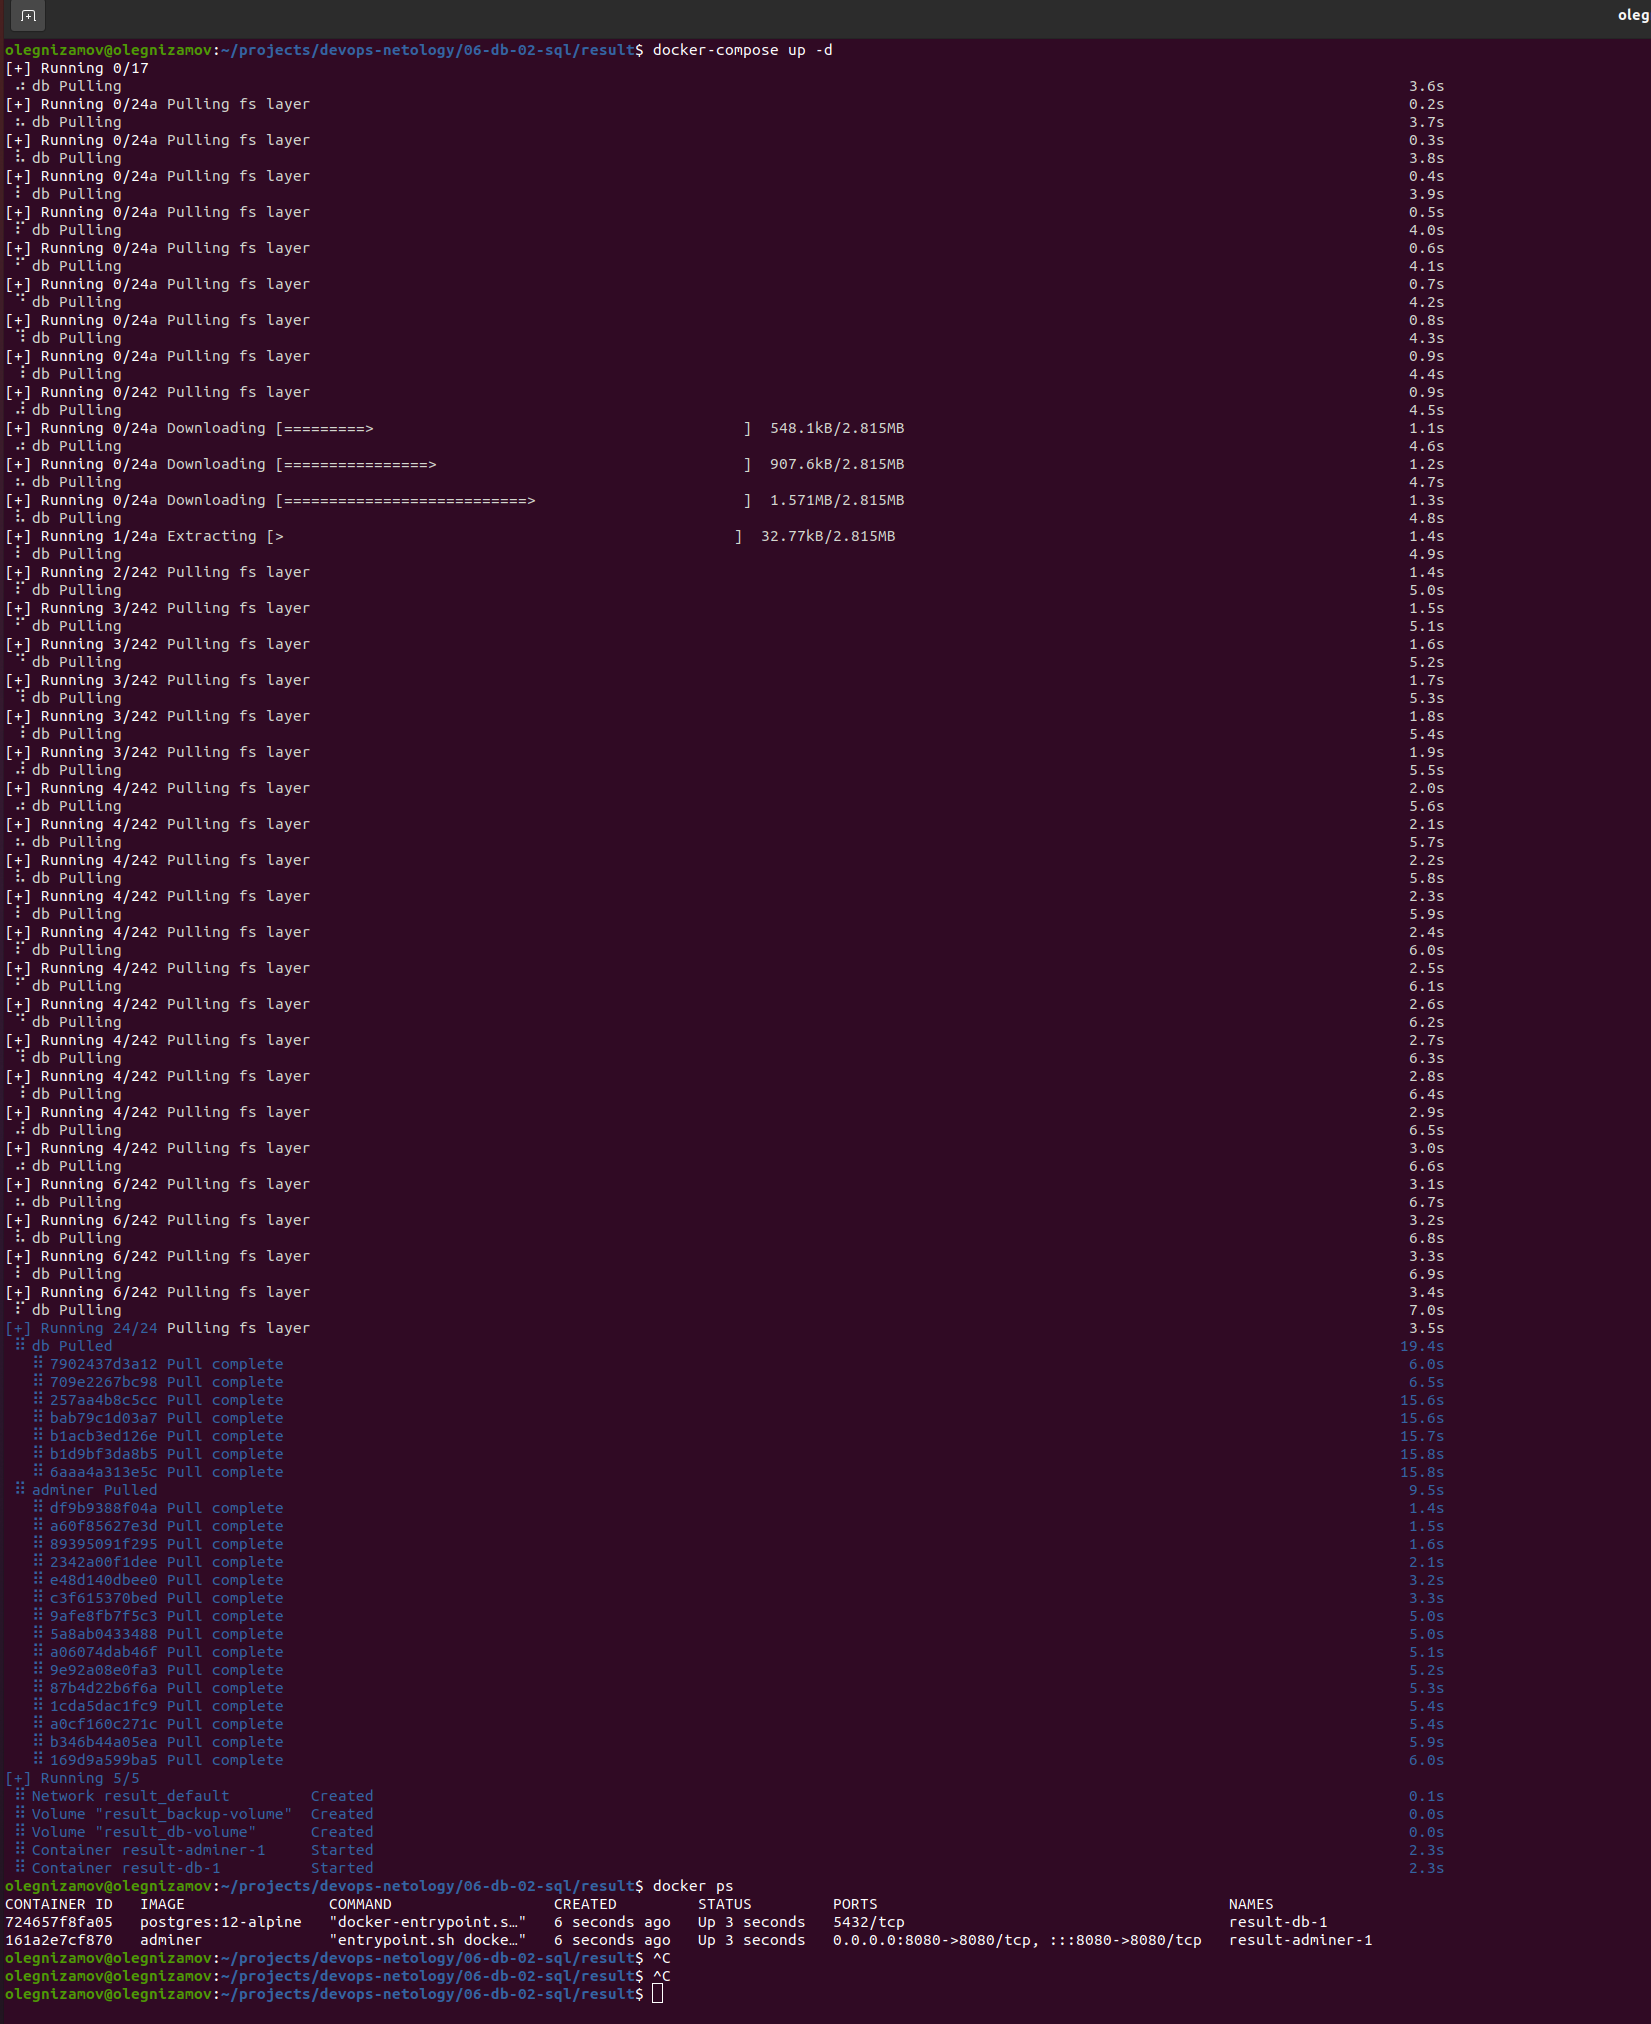 oleg
olegnizamov@olegnizamov:~/projects/devops-netology/06-db-02-sql/result$ docker-compose up -d
[+] Running 0/17
⠴ db Pulling 3.6s
[+] Running 0/24a Pulling fs layer 0.2s
⠦ db Pulling 3.7s
[+] Running 0/24a Pulling fs layer 0.3s
⠧ db Pulling 3.8s
[+] Running 0/24a Pulling fs layer 0.4s
⠇ db Pulling 3.9s
[+] Running 0/24a Pulling fs layer 0.5s
⠏ db Pulling 4.0s
[+] Running 0/24a Pulling fs layer 0.6s
⠋ db Pulling 4.1s
[+] Running 0/24a Pulling fs layer 0.7s
⠙ db Pulling 4.2s
[+] Running 0/24a Pulling fs layer 0.8s
⠹ db Pulling 4.3s
[+] Running 0/24a Pulling fs layer 0.9s
⠸ db Pulling 4.4s
[+] Running 0/242 Pulling fs layer 0.9s
⠼ db Pulling 4.5s
[+] Running 0/24a Downloading [=========> ] 548.1kB/2.815MB 1.1s
⠴ db Pulling 4.6s
[+] Running 0/24a Downloading [================> ] 907.6kB/2.815MB 1.2s
⠦ db Pulling 4.7s
[+] Running 0/24a Downloading [===========================> ] 1.571MB/2.815MB 1.3s
⠧ db Pulling 4.8s
[+] Running 1/24a Extracting [> ] 32.77kB/2.815MB 1.4s
⠇ db Pulling 4.9s
[+] Running 2/242 Pulling fs layer 1.4s
⠏ db Pulling 5.0s
[+] Running 3/242 Pulling fs layer 1.5s
⠋ db Pulling 5.1s
[+] Running 3/242 Pulling fs layer 1.6s
⠙ db Pulling 5.2s
[+] Running 3/242 Pulling fs layer 1.7s
⠹ db Pulling 5.3s
[+] Running 3/242 Pulling fs layer 1.8s
⠸ db Pulling 5.4s
[+] Running 3/242 Pulling fs layer 1.9s
⠼ db Pulling 5.5s
[+] Running 4/242 Pulling fs layer 2.0s
⠴ db Pulling 5.6s
[+] Running 4/242 Pulling fs layer 2.1s
⠦ db Pulling 5.7s
[+] Running 4/242 Pulling fs layer 2.2s
⠧ db Pulling 5.8s
[+] Running 4/242 Pulling fs layer 2.3s
⠇ db Pulling 5.9s
[+] Running 4/242 Pulling fs layer 2.4s
⠏ db Pulling 6.0s
[+] Running 4/242 Pulling fs layer 2.5s
⠋ db Pulling 6.1s
[+] Running 4/242 Pulling fs layer 2.6s
⠙ db Pulling 6.2s
[+] Running 4/242 Pulling fs layer 2.7s
⠹ db Pulling 6.3s
[+] Running 4/242 Pulling fs layer 2.8s
⠸ db Pulling 6.4s
[+] Running 4/242 Pulling fs layer 2.9s
⠼ db Pulling 6.5s
[+] Running 4/242 Pulling fs layer 3.0s
⠴ db Pulling 6.6s
[+] Running 6/242 Pulling fs layer 3.1s
⠦ db Pulling 6.7s
[+] Running 6/242 Pulling fs layer 3.2s
⠧ db Pulling 6.8s
[+] Running 6/242 Pulling fs layer 3.3s
⠇ db Pulling 6.9s
[+] Running 6/242 Pulling fs layer 3.4s
⠏ db Pulling 7.0s
[+] Running 24/24 Pulling fs layer 3.5s
⠿ db Pulled 19.4s
⠿ 7902437d3a12 Pull complete 6.0s
⠿ 709e2267bc98 Pull complete 6.5s
⠿ 257aa4b8c5cc Pull complete 15.6s
⠿ bab79c1d03a7 Pull complete 15.6s
⠿ b1acb3ed126e Pull complete 15.7s
⠿ b1d9bf3da8b5 Pull complete 15.8s
⠿ 6aaa4a313e5c Pull complete 15.8s
⠿ adminer Pulled 9.5s
⠿ df9b9388f04a Pull complete 1.4s
⠿ a60f85627e3d Pull complete 1.5s
⠿ 89395091f295 Pull complete 1.6s
⠿ 2342a00f1dee Pull complete 2.1s
⠿ e48d140dbee0 Pull complete 3.2s
⠿ c3f615370bed Pull complete 3.3s
⠿ 9afe8fb7f5c3 Pull complete 5.0s
⠿ 5a8ab0433488 Pull complete 5.0s
⠿ a06074dab46f Pull complete 5.1s
⠿ 9e92a08e0fa3 Pull complete 5.2s
⠿ 87b4d22b6f6a Pull complete 5.3s
⠿ 1cda5dac1fc9 Pull complete 5.4s
⠿ a0cf160c271c Pull complete 5.4s
⠿ b346b44a05ea Pull complete 5.9s
⠿ 169d9a599ba5 Pull complete 6.0s
[+] Running 5/5
⠿ Network result_default Created 0.1s
⠿ Volume "result_backup-volume" Created 0.0s
⠿ Volume "result_db-volume" Created 0.0s
⠿ Container result-adminer-1 Started 2.3s
⠿ Container result-db-1 Started 2.3s
olegnizamov@olegnizamov:~/projects/devops-netology/06-db-02-sql/result$ docker ps
CONTAINER ID IMAGE COMMAND CREATED STATUS PORTS NAMES
724657f8fa05 postgres:12-alpine "docker-entrypoint.s…" 6 seconds ago Up 3 seconds 5432/tcp result-db-1
161a2e7cf870 adminer "entrypoint.sh docke…" 6 seconds ago Up 3 seconds 0.0.0.0:8080->8080/tcp, :::8080->8080/tcp result-adminer-1
olegnizamov@olegnizamov:~/projects/devops-netology/06-db-02-sql/result$ ^C
olegnizamov@olegnizamov:~/projects/devops-netology/06-db-02-sql/result$ ^C
olegnizamov@olegnizamov:~/projects/devops-netology/06-db-02-sql/result$